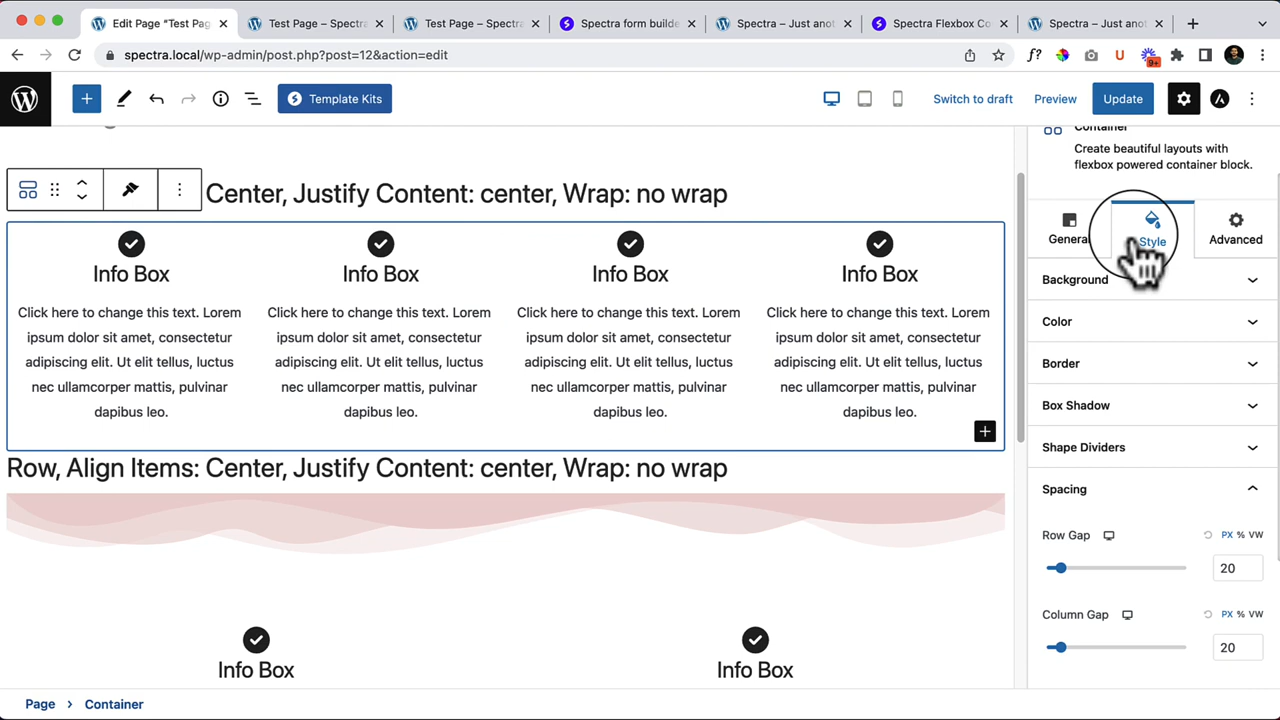 Edit Page “Test Pag
Test Page – Spectra
Test Page – Spectra
Spectra form builde
Spectra – Just anot
Spectra Flexbox Co
Spectra – Just anot
spectra.local/wp-admin/post.php?post=12&action=edit
f?
U
9+
Template Kits
Switch to draft
Preview
Update
Container
Create beautiful layouts with
flexbox powered container block.
General
Style
Advanced
Center, Justify Content: center, Wrap: no wrap
Info Box
Click here to change this text. Lorem
ipsum dolor sit amet, consectetur
adipiscing elit. Ut elit tellus, luctus
nec ullamcorper mattis, pulvinar
dapibus leo.
Info Box
Click here to change this text. Lorem
ipsum dolor sit amet, consectetur
adipiscing elit. Ut elit tellus, luctus
nec ullamcorper mattis, pulvinar
dapibus leo.
Info Box
Click here to change this text. Lorem
ipsum dolor sit amet, consectetur
adipiscing elit. Ut elit tellus, luctus
nec ullamcorper mattis, pulvinar
dapibus leo.
Info Box
Click here to change this text. Lorem
ipsum dolor sit amet, consectetur
adipiscing elit. Ut elit tellus, luctus
nec ullamcorper mattis, pulvinar
dapibus leo.
Row, Align Items: Center, Justify Content: center, Wrap: no wrap
Info Box
Info Box
Background
Color
Border
Box Shadow
Shape Dividers
Spacing
Row Gap PX % VW
20
Column Gap PX % VW
20
Page › Container